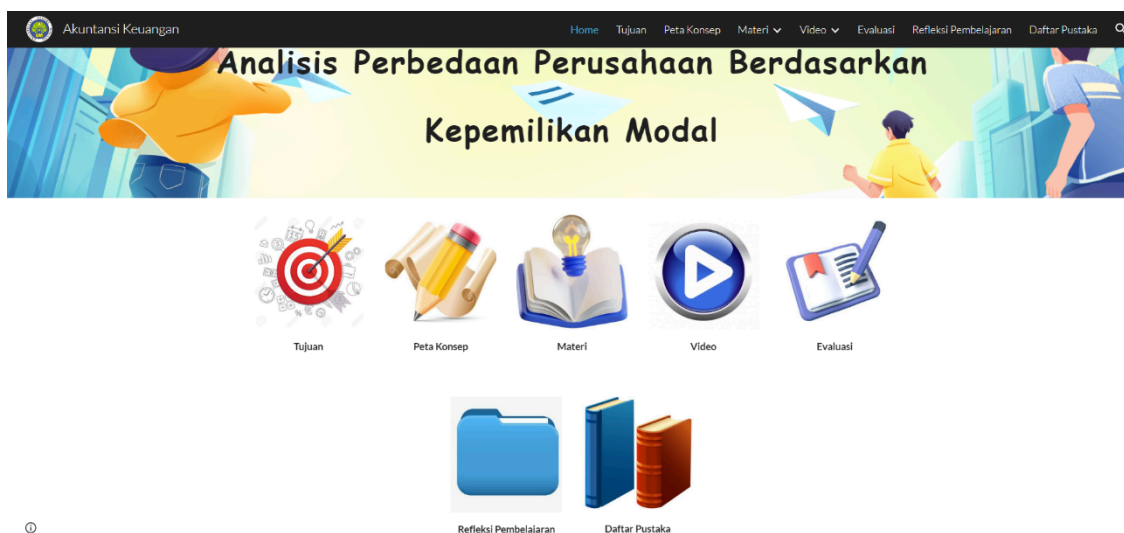 Akuntansi Keuangan
Home Tujuan Peta Konsep Materi Video Evaluasi Refleksi Pembelajaran Daftar Pustaka
Analisis Perbedaan Perusahaan Berdasarkan
Kepemilikan Modal
Tujuan Peta Konsep Materi Video Evaluasi
Refleksi Pembelajaran Daftar Pustaka